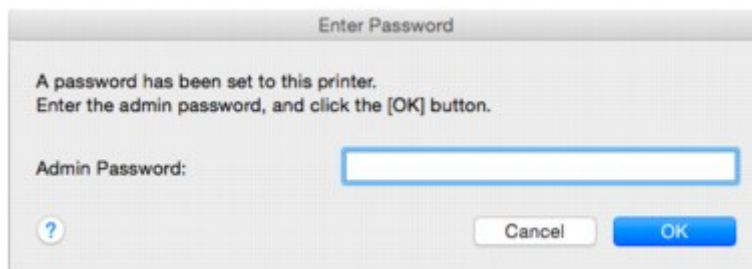 Enter Password
A password has been set to this printer.
Enter the admin password, and click the [OK] button.
Admin Password:
?
Cancel
OK